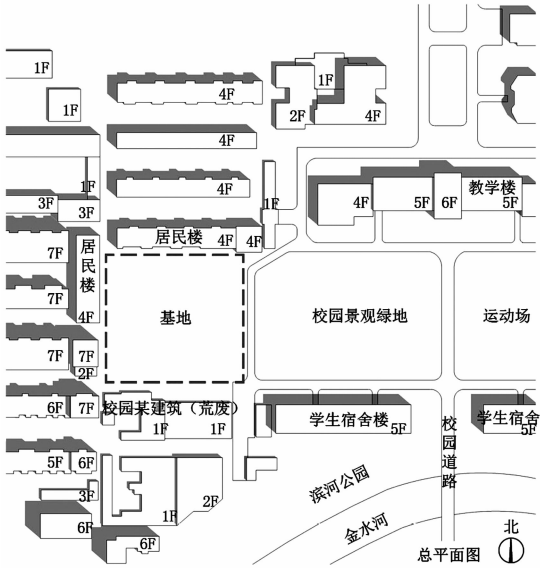 1F
1F
4F
1F
2F
4F
4F
1F
4F
1F
3F
3F
教学楼
4F
5F
6F
5F
居民楼
4F
4F
7F
居民楼
7F
4F
基地
校园景观绿地
运动场
7F
7F
2F
校园某建筑（荒废）
6F
7F
1F
1F
学生宿舍楼
5F
学生宿舍
5F
校园道路
5F
6F
3F
滨河公园
2F
1F
6F
金水河
6F
北
总平面图